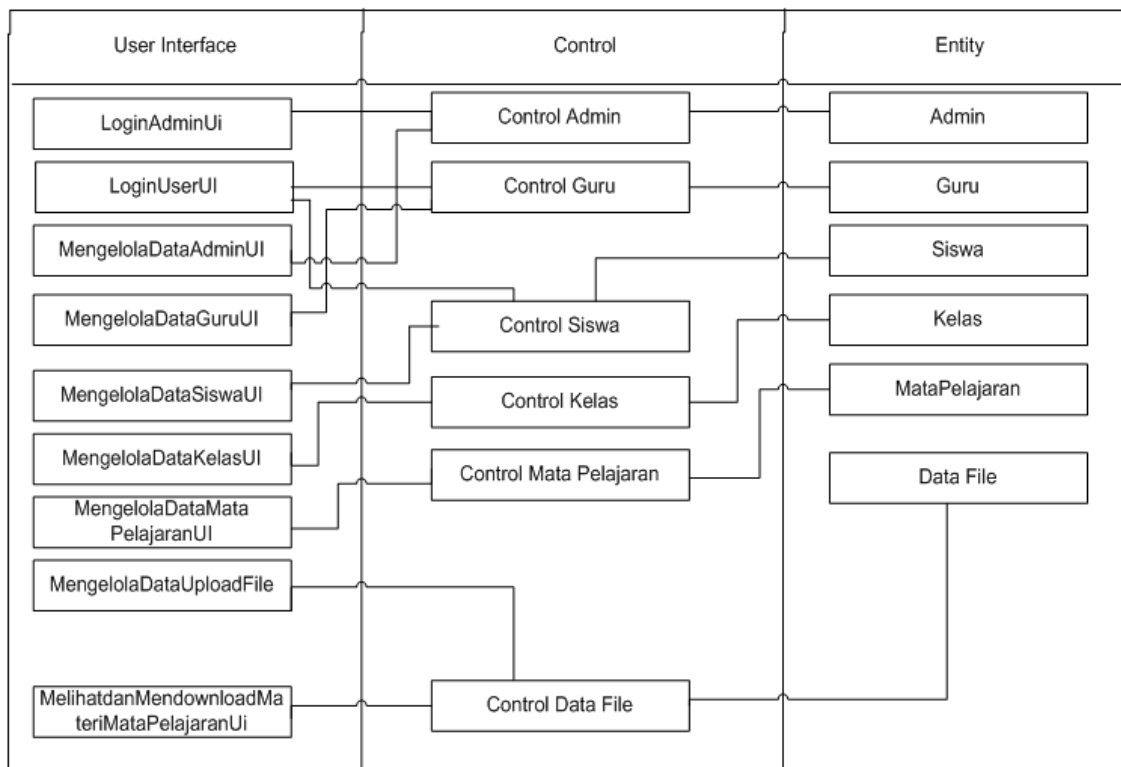 User Interface
Control
Entity
LoginAdminUi
Control Admin
Admin
LoginUserUI
Control Guru
Guru
MengelolaDataAdminUI
Siswa
MengelolaDataGuruUI
Control Siswa
Kelas
MengelolaDataSiswaUI
Control Kelas
MataPelajaran
MengelolaDataKelasUI
Control Mata Pelajaran
Data File
MengelolaDataMata
PelajaranUI
MengelolaDataUploadFile
MelihatdanMendownloadMa
teriMataPelajaranUi
Control Data File